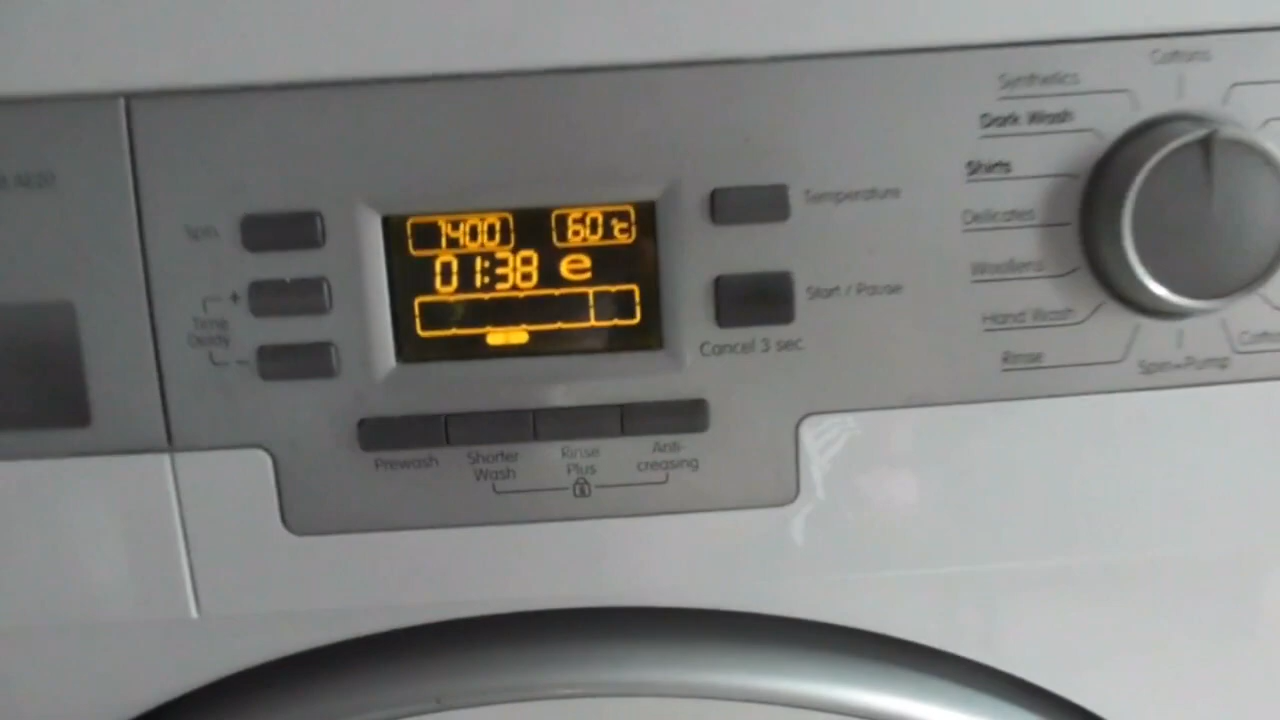 Spin
+
Time
Delay
-
1400
60°c
01:38 e
Temperature
Start / Pause
Cancel 3 sec
Prewash
Shorter
Wash
Rinse
Plus
Anti-
creasing
Cottons
Synthetics
Dark Wash
Shirts
Delicates
Woollens
Hand Wash
Rinse
Spin+Pump